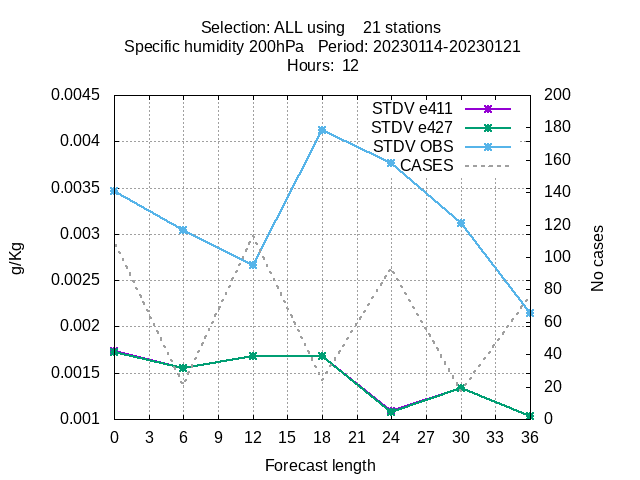 Selection: ALL using    21 stations
Specific humidity 200hPa   Period: 20230114-20230121
Hours:  12
0.0045
0.004
0.0035
0.003
0.0025
0.002
0.0015
0.001
g/Kg
STDV e411
STDV e427
STDV OBS
CASES
200
180
160
140
120
100
80
60
40
20
0
No cases
0 3 6 9 12 15 18 21 24 27 30 33 36
Forecast length